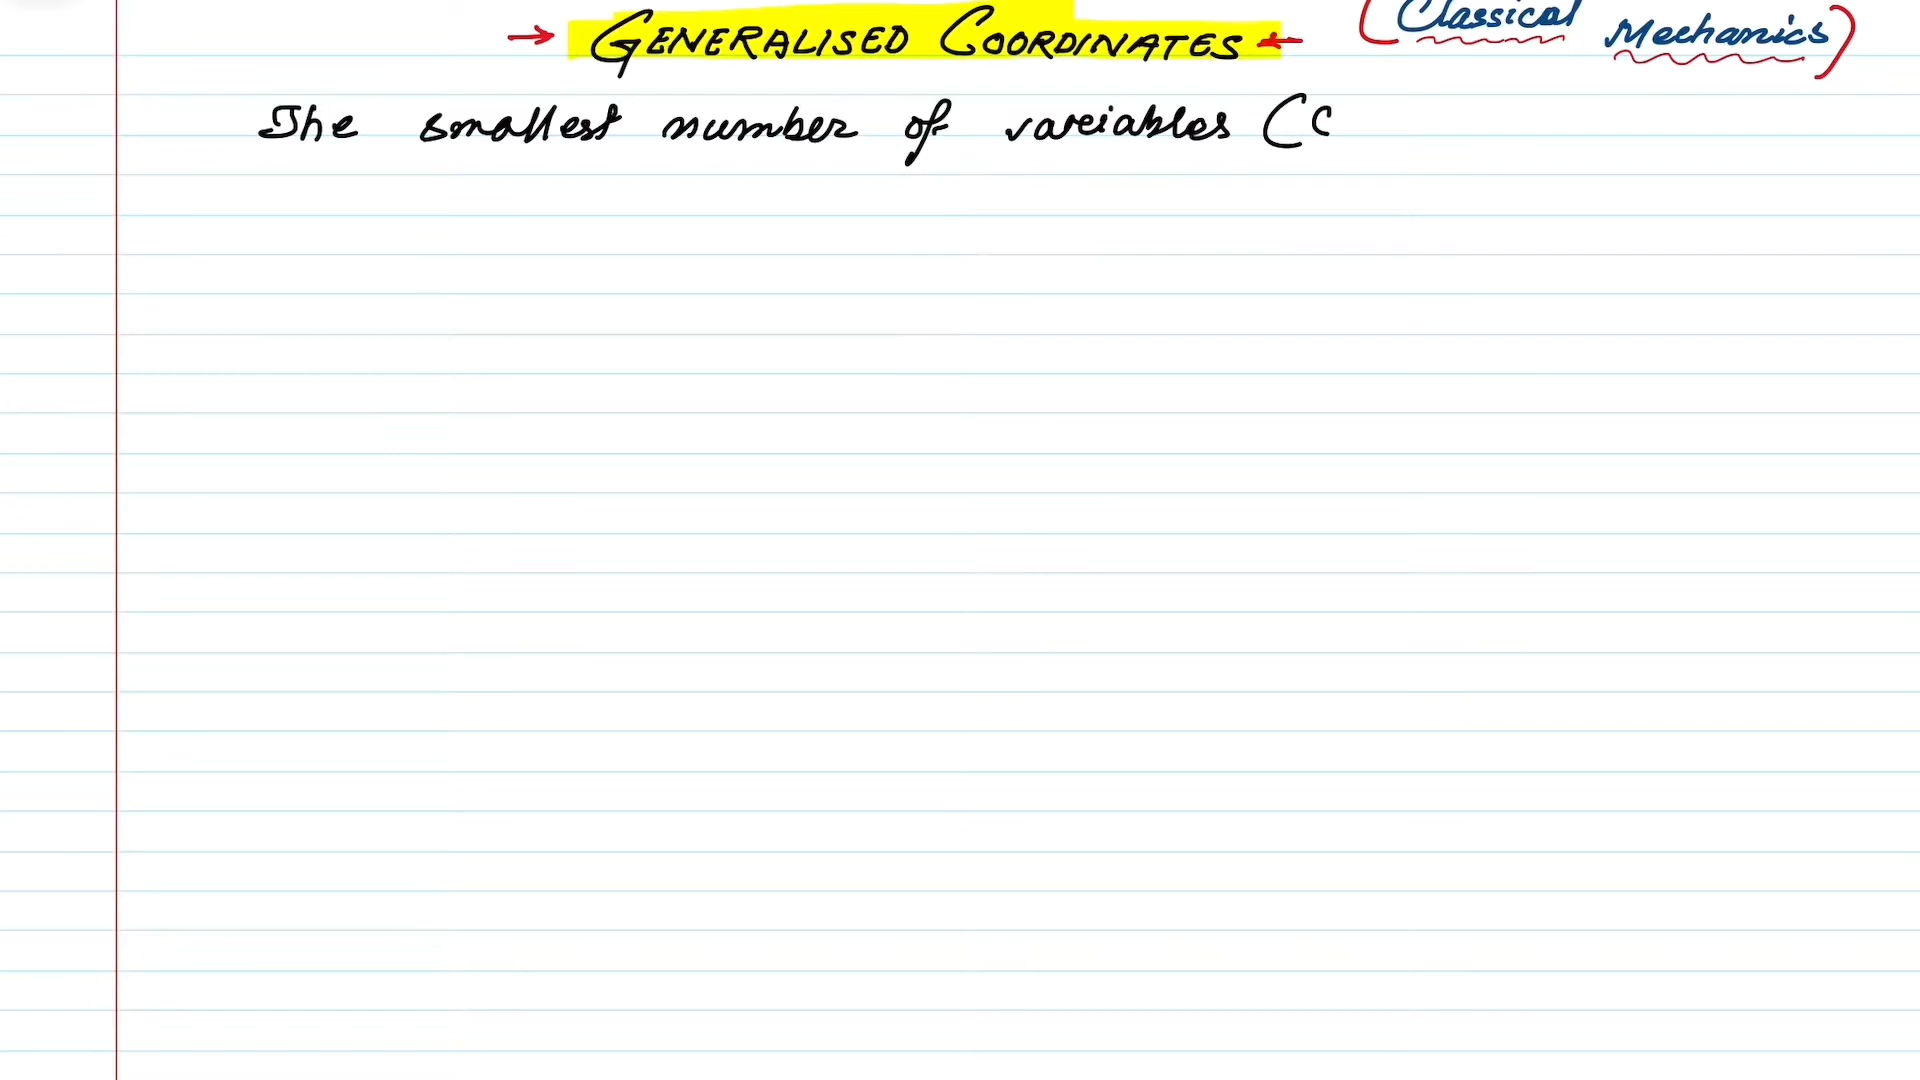 → GENERALISED COORDINATES ← (Classical Mechanics)
The smallest number of variables (c